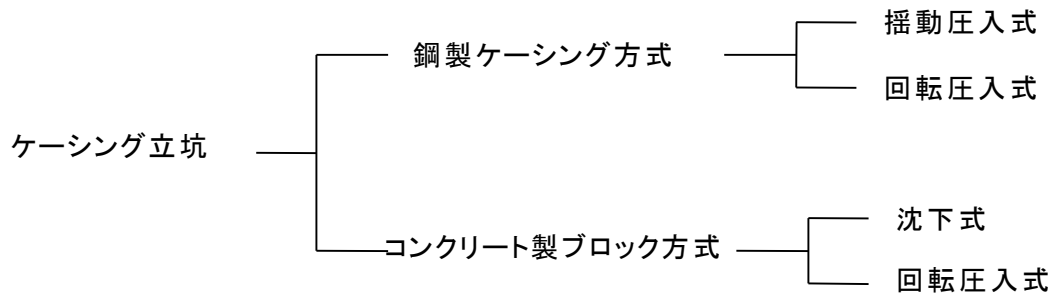 揺動圧入式
鋼製ケーシング方式
回転圧入式
ケーシング立坑
沈下式
コンクリート製ブロック方式
回転圧入式